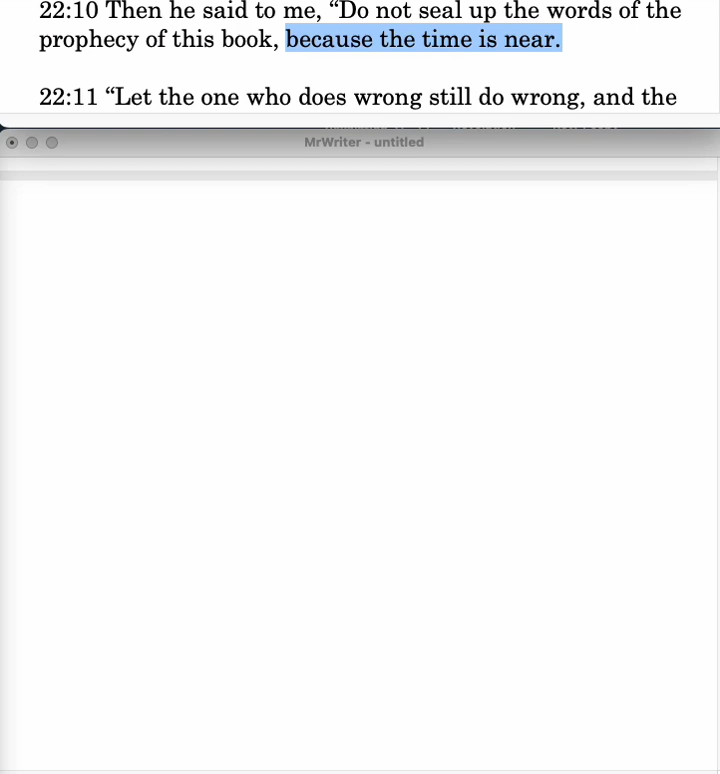 22:10 Then he said to me, “Do not seal up the words of the
prophecy of this book, because the time is near.
22:11 “Let the one who does wrong still do wrong, and the
MrWriter - untitled